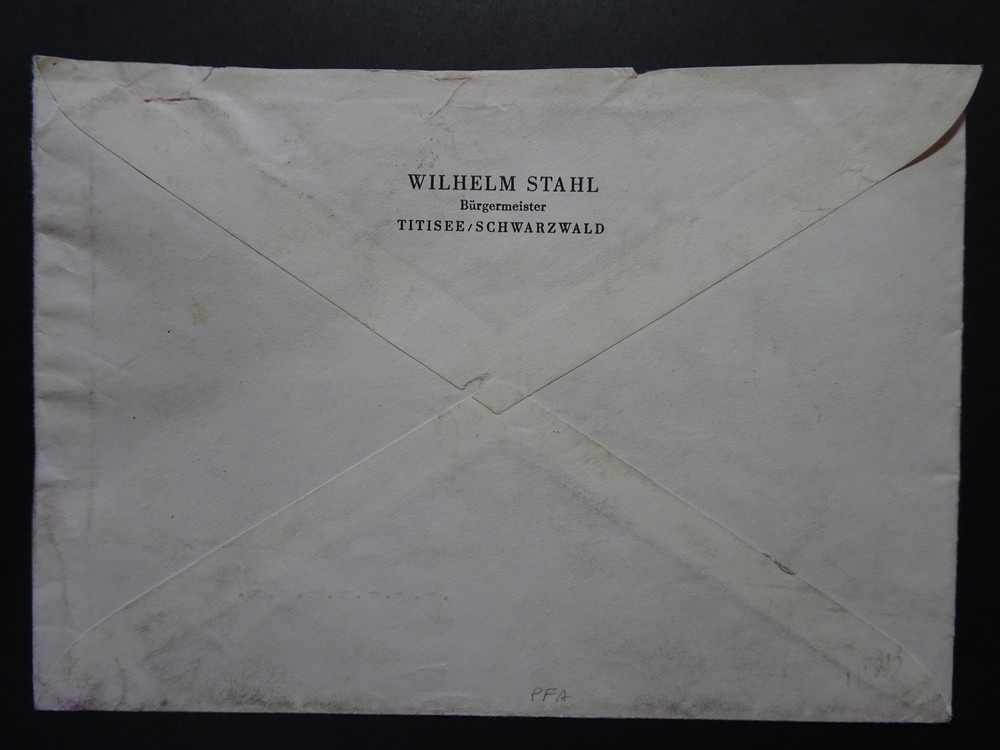 WILHELM STAHL
Bürgermeister
TITISEE/SCHWARZWALD
PFA